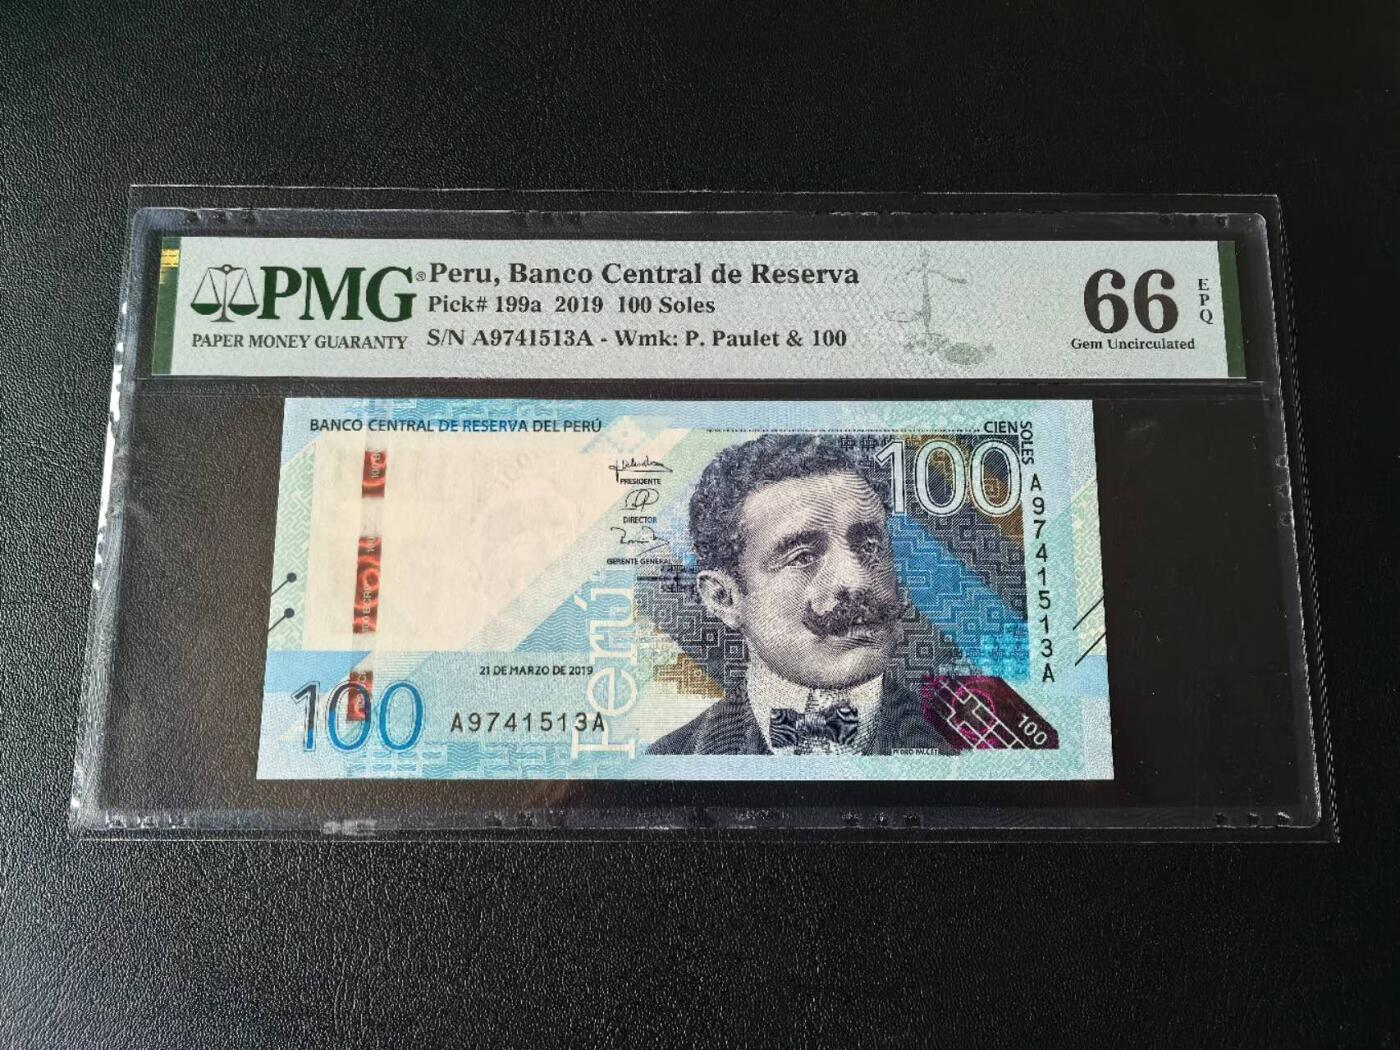 PMG® Peru, Banco Central de Reserva
Pick# 199a 2019 100 Soles
PAPER MONEY GUARANTY S/N A9741513A - Wmk: P. Paulet & 100
66 EPQ
Gem Uncirculated
BANCO CENTRAL DE RESERVA DEL PERÚ
CIEN SOLES
100
A9741513A
PRESIDENTE
DIRECTOR
GERENTE GENERAL
Perú
21 DE MARZO DE 2019
100
A9741513A
PEDRO PAULET
100